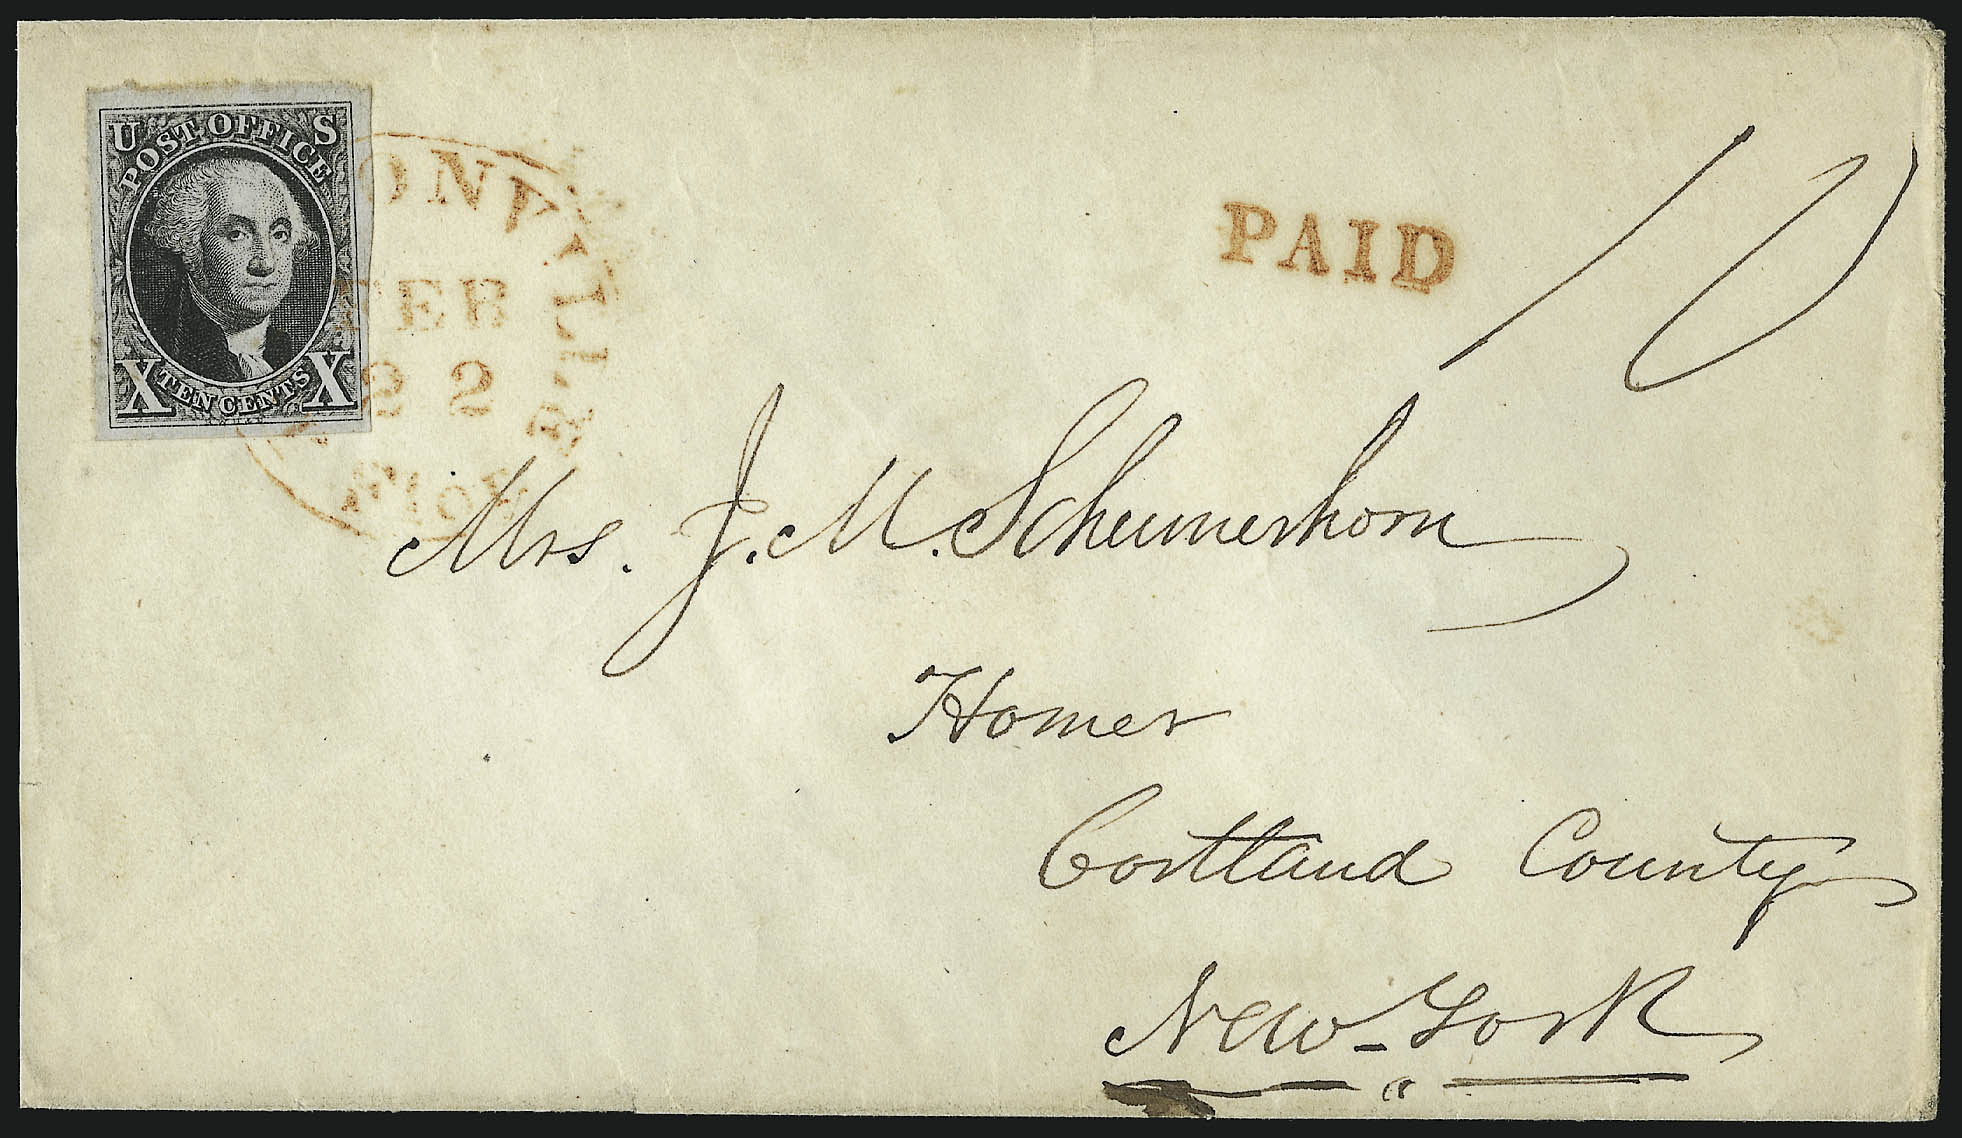 U S
POST OFFICE
X TEN CENTS X
FEB
22
PAID
10
Mrs. J. M. Schermerhorn
Homer
Cortland County
New-York